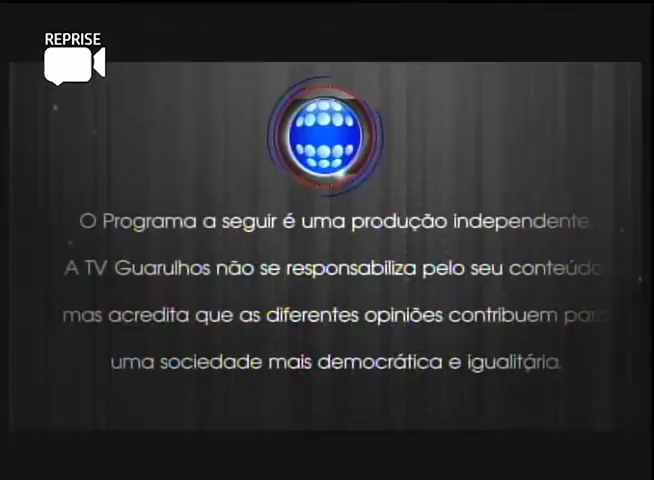 REPRISE
O Programa a seguir é uma produção independente.
A TV Guarulhos não se responsabiliza pelo seu conteúdo
mas acredita que as diferentes opiniões contribuem para
uma sociedade mais democrática e igualitária.